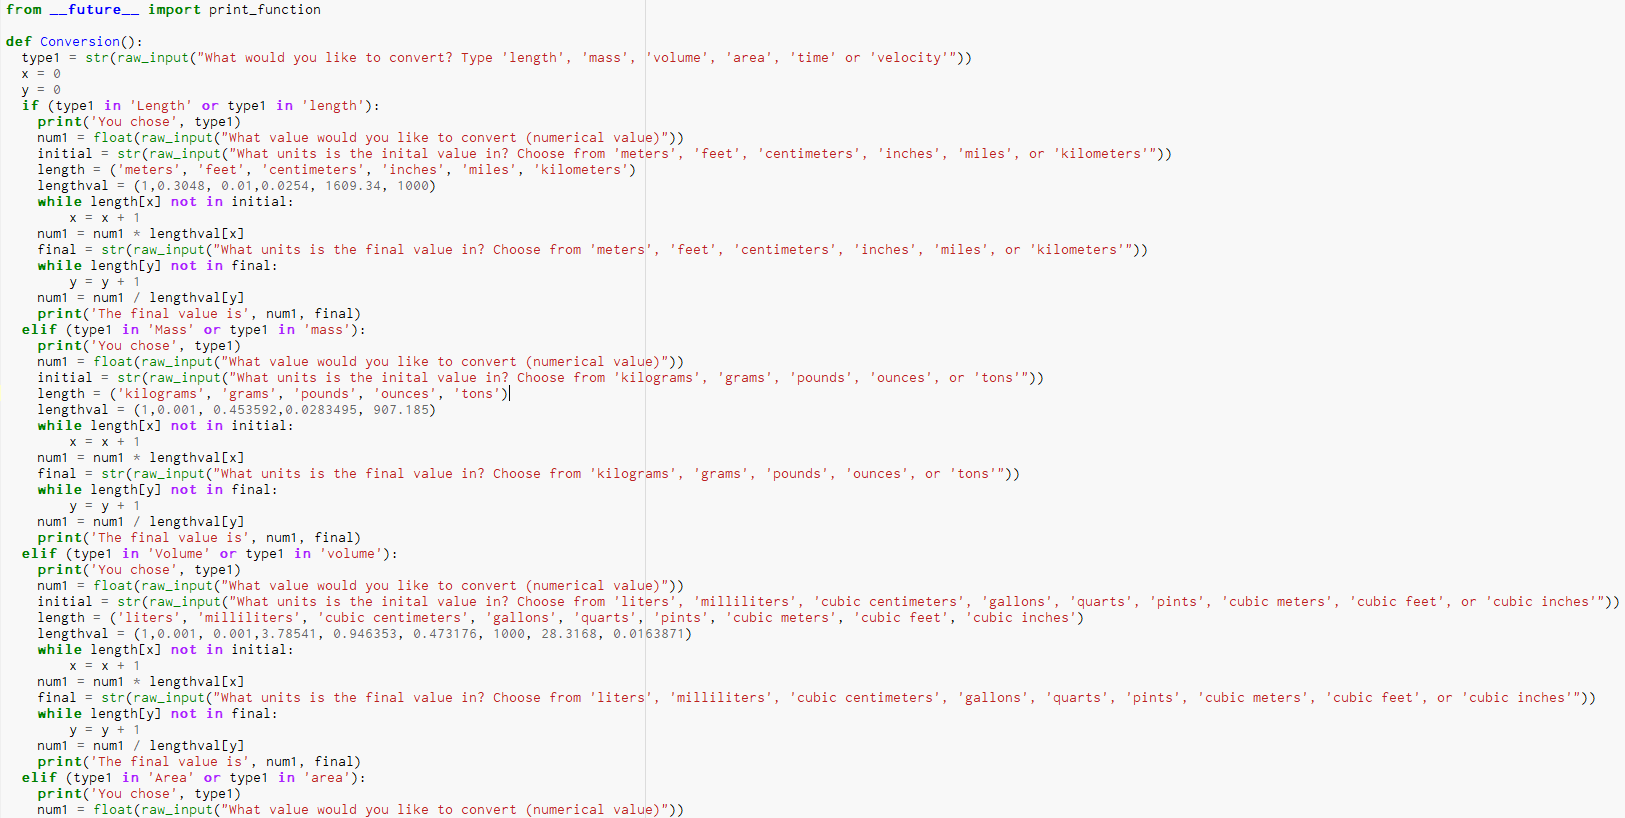 from __future__ import print_function
def Conversion():
type1 = str(raw_input("What would you like to convert? Type 'length', 'mass', 'volume', 'area', 'time' or 'velocity'"))
x = 0
y = 0
if (type1 in 'Length' or type1 in 'length'):
print('You chose', type1)
num1 = float(raw_input("What value would you like to convert (numerical value)"))
initial = str(raw_input("What units is the inital value in? Choose from 'meters', 'feet', 'centimeters', 'inches', 'miles', or 'kilometers'"))
length = ('meters', 'feet', 'centimeters', 'inches', 'miles', 'kilometers')
lengthval = (1,0.3048, 0.01,0.0254, 1609.34, 1000)
while length[x] not in initial:
x = x + 1
num1 = num1 * lengthval[x]
final = str(raw_input("What units is the final value in? Choose from 'meters', 'feet', 'centimeters', 'inches', 'miles', or 'kilometers'"))
while length[y] not in final:
y = y + 1
num1 = num1 / lengthval[y]
print('The final value is', num1, final)
elif (type1 in 'Mass' or type1 in 'mass'):
print('You chose', type1)
num1 = float(raw_input("What value would you like to convert (numerical value)"))
initial = str(raw_input("What units is the inital value in? Choose from 'kilograms', 'grams', 'pounds', 'ounces', or 'tons'"))
length = ('kilograms', 'grams', 'pounds', 'ounces', 'tons')
lengthval = (1,0.001, 0.453592,0.0283495, 907.185)
while length[x] not in initial:
x = x + 1
num1 = num1 * lengthval[x]
final = str(raw_input("What units is the final value in? Choose from 'kilograms', 'grams', 'pounds', 'ounces', or 'tons'"))
while length[y] not in final:
y = y + 1
num1 = num1 / lengthval[y]
print('The final value is', num1, final)
elif (type1 in 'Volume' or type1 in 'volume'):
print('You chose', type1)
num1 = float(raw_input("What value would you like to convert (numerical value)"))
initial = str(raw_input("What units is the inital value in? Choose from 'liters', 'milliliters', 'cubic centimeters', 'gallons', 'quarts', 'pints', 'cubic meters', 'cubic feet', or 'cubic inches'"))
length = ('liters', 'milliliters', 'cubic centimeters', 'gallons', 'quarts', 'pints', 'cubic meters', 'cubic feet', 'cubic inches')
lengthval = (1,0.001, 0.001,3.78541, 0.946353, 0.473176, 1000, 28.3168, 0.0163871)
while length[x] not in initial:
x = x + 1
num1 = num1 * lengthval[x]
final = str(raw_input("What units is the final value in? Choose from 'liters', 'milliliters', 'cubic centimeters', 'gallons', 'quarts', 'pints', 'cubic meters', 'cubic feet', or 'cubic inches'"))
while length[y] not in final:
y = y + 1
num1 = num1 / lengthval[y]
print('The final value is', num1, final)
elif (type1 in 'Area' or type1 in 'area'):
print('You chose', type1)
num1 = float(raw_input("What value would you like to convert (numerical value)"))